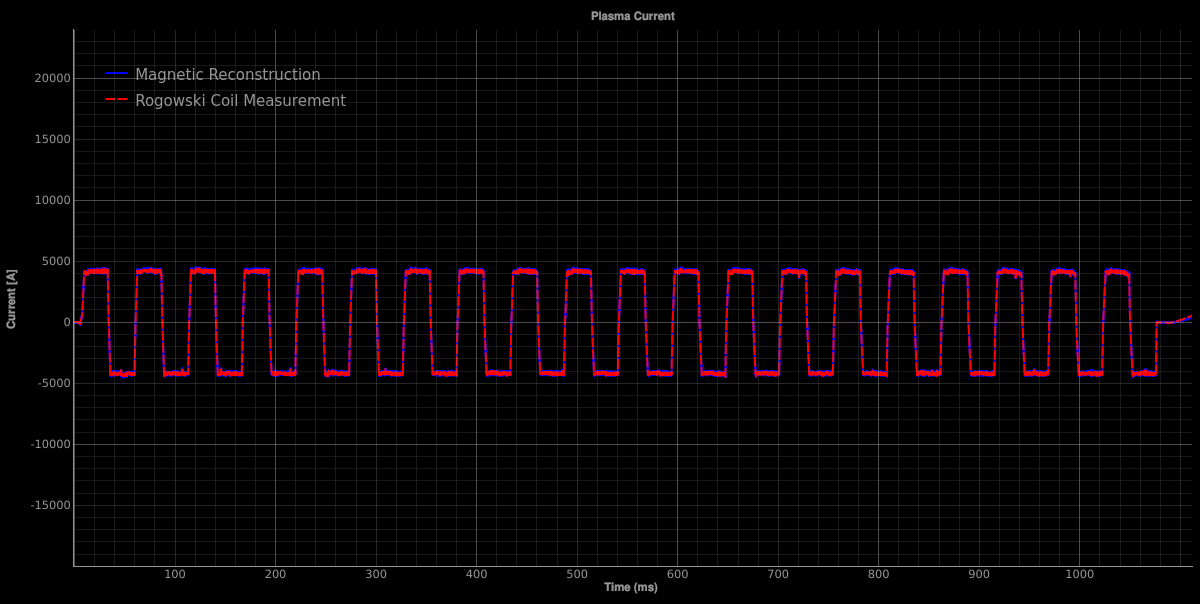 Plasma Current
Magnetic Reconstruction
Rogowski Coil Measurement
20000
15000
10000
5000
0
-5000
-10000
-15000
Current [A]
100 200 300 400 500 600 700 800 900 1000
Time (ms)